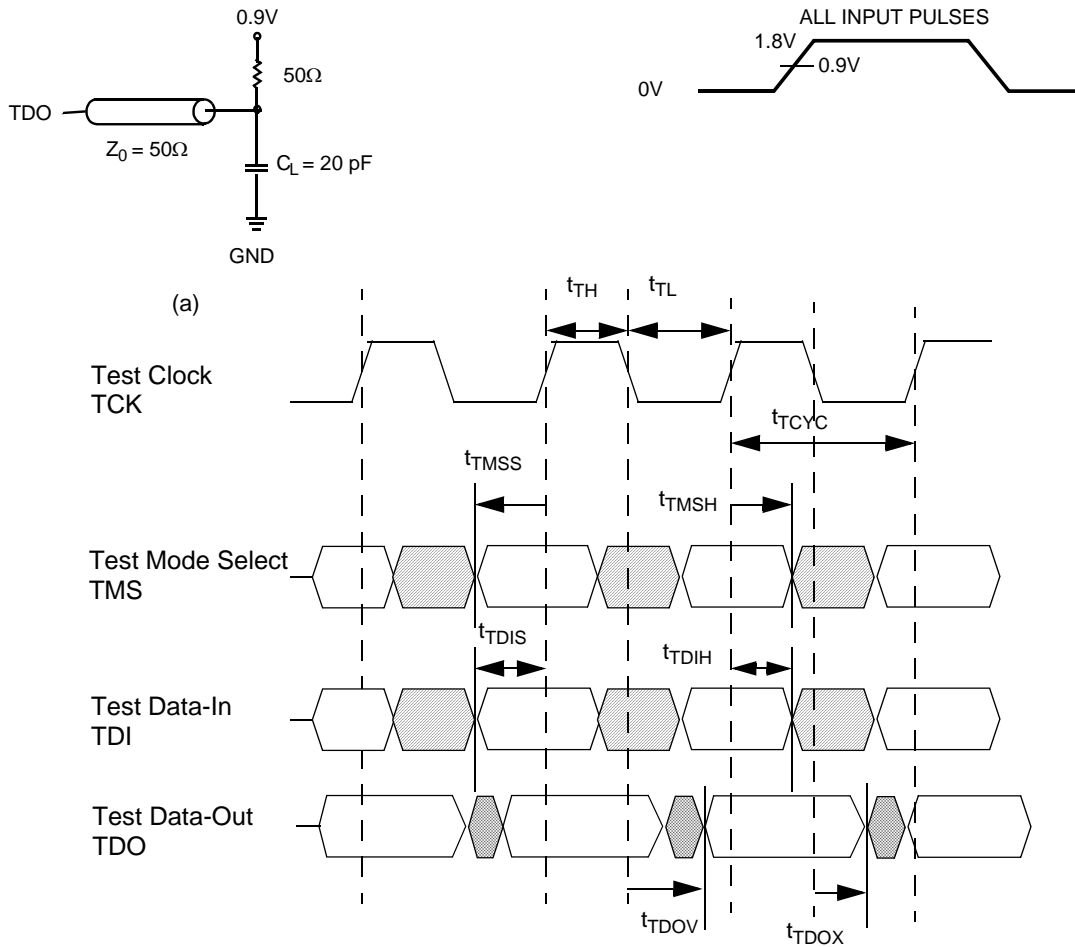 0.9V
50Ω
TDO
Z0 = 50Ω
CL = 20 pF
GND
(a)
ALL INPUT PULSES
1.8V
0.9V
0V
tTH
tTL
Test Clock
TCK
tTCYC
tTMSS
tTMSH
Test Mode Select
TMS
tTDIS
tTDIH
Test Data-In
TDI
Test Data-Out
TDO
tTDOV
tTDOX